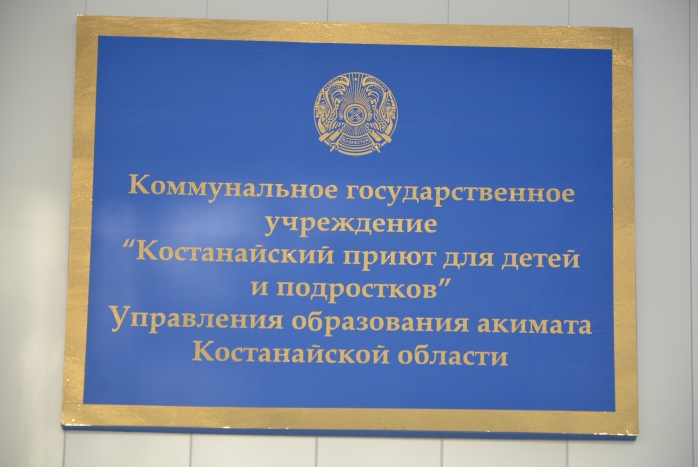 Коммунальное государственное
учреждение
“Костанайский приют для детей
и подростков”
Управления образования акимата
Костанайской области